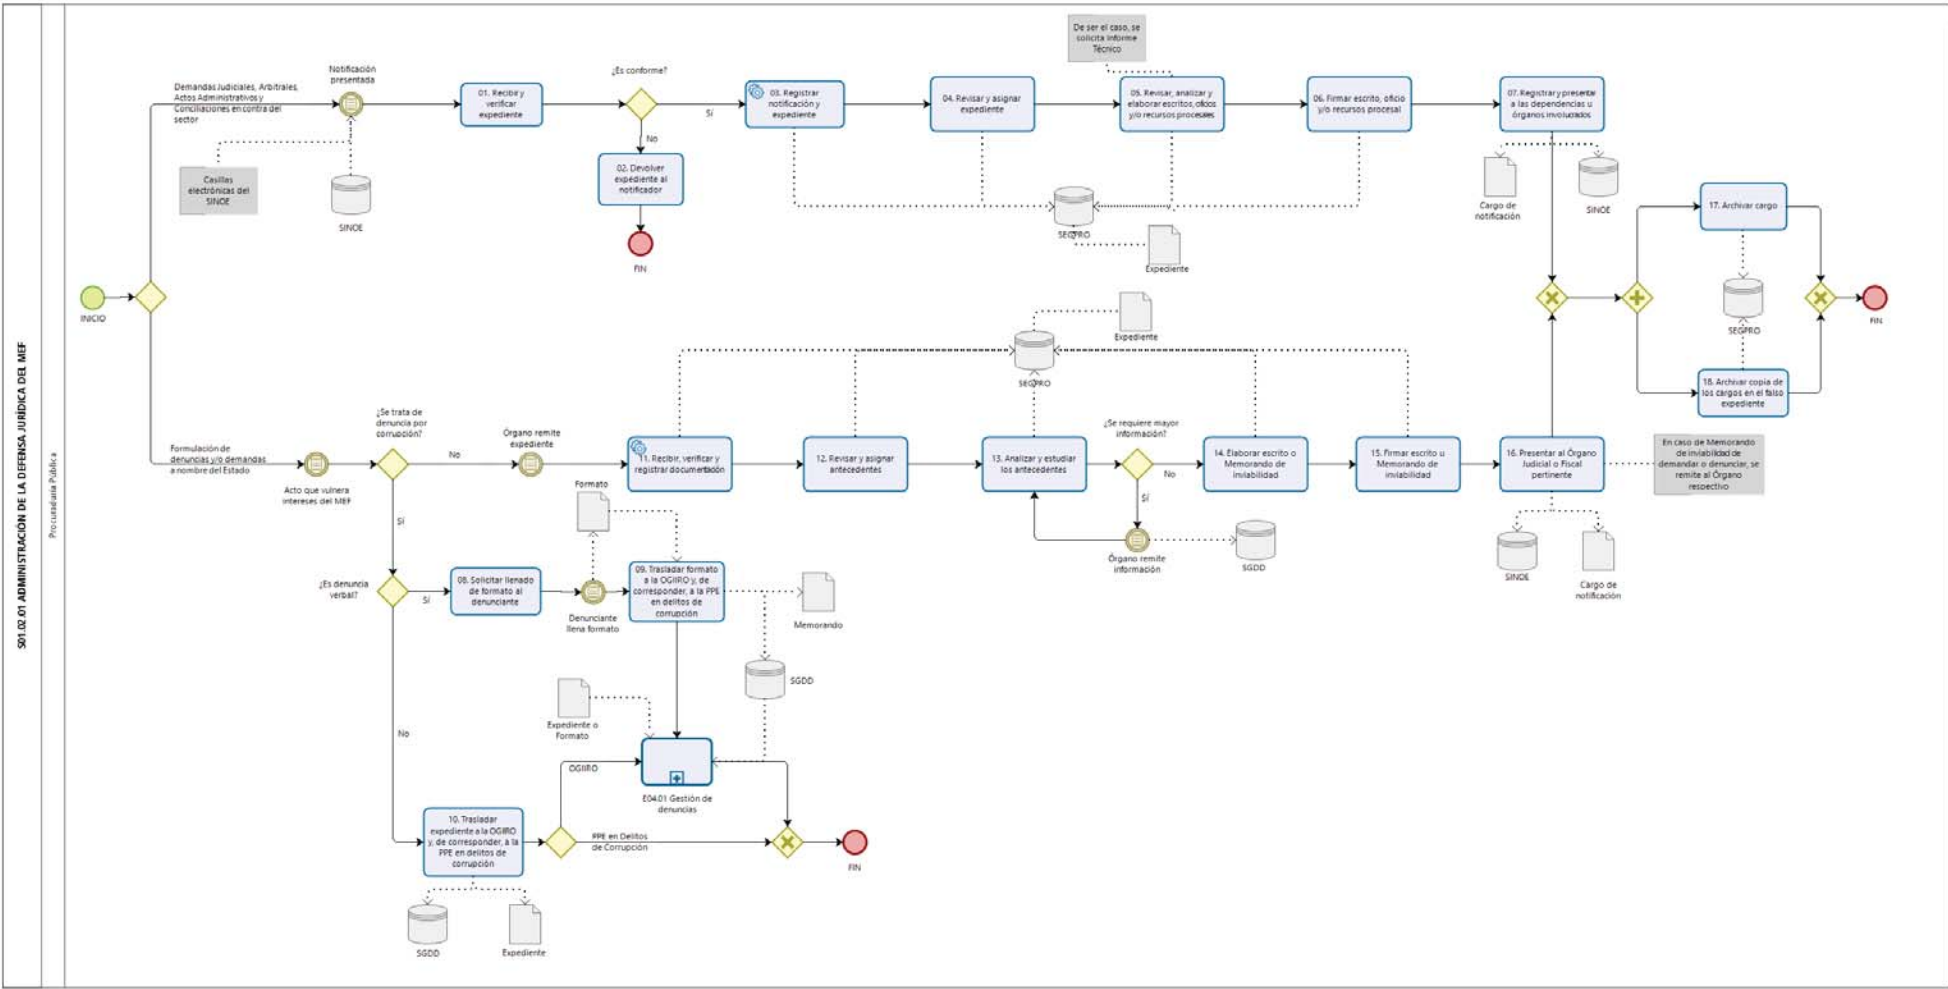 S01.02.01 ADMINISTRACIÓN DE LA DEFENSA JURÍDICA DEL MEF
Procuraduría Pública
INICIO
Demandas Judiciales, Arbitrales,
Actos Administrativos y
Conciliaciones en contra del
sector
Notificación
presentada
Casillas
electrónicas del
SINOE
SINOE
01. Recibir y
verificar
expediente
¿Es conforme?
Sí
No
02. Devolver
expediente al
notificador
FIN
03. Registrar
notificación y
expediente
04. Revisar y asignar
expediente
De ser el caso, se
solicita Informe
Técnico
05. Revisar, analizar y
elaborar escritos, oficios
y/o recursos procesales
06. Firmar escrito, oficio
y/o recursos procesal
07. Registrar y presentar
a las dependencias u
órganos involucrados
SEGPRO
Expediente
Cargo de
notificación
SINOE
17. Archivar cargo
SEGPRO
18. Archivar copia de
los cargos en el falso
expediente
FIN
Formulación de
denuncias y/o demandas
a nombre del Estado
Acto que vulnera
intereses del MEF
¿Se trata de
denuncia por
corrupción?
No
Sí
Órgano remite
expediente
11. Recibir, verificar y
registrar documentación
12. Revisar y asignar
antecedentes
SEGPRO
Expediente
13. Analizar y estudiar
los antecedentes
¿Se requiere mayor
información?
No
Sí
Órgano remite
información
SGDD
14. Elaborar escrito o
Memorando de
inviabilidad
15. Firmar escrito u
Memorando de
inviabilidad
16. Presentar al Órgano
Judicial o Fiscal
pertinente
En caso de Memorando
de inviabilidad de
demandar o denunciar, se
remite al Órgano
respectivo
SINOE
Cargo de
notificación
¿Es denuncia
verbal?
Sí
No
08. Solicitar llenado
de formato al
denunciante
Formato
Denunciante
llena formato
09. Trasladar formato
a la OGIIRO y, de
corresponder, a la PPE
en delitos de
corrupción
Memorando
SGDD
Expediente o
Formato
OGIIRO
E04.01 Gestión de
denuncias
10. Trasladar
expediente a la OGIIRO
y, de corresponder, a la
PPE en delitos de
corrupción
PPE en Delitos
de Corrupción
FIN
SGDD
Expediente